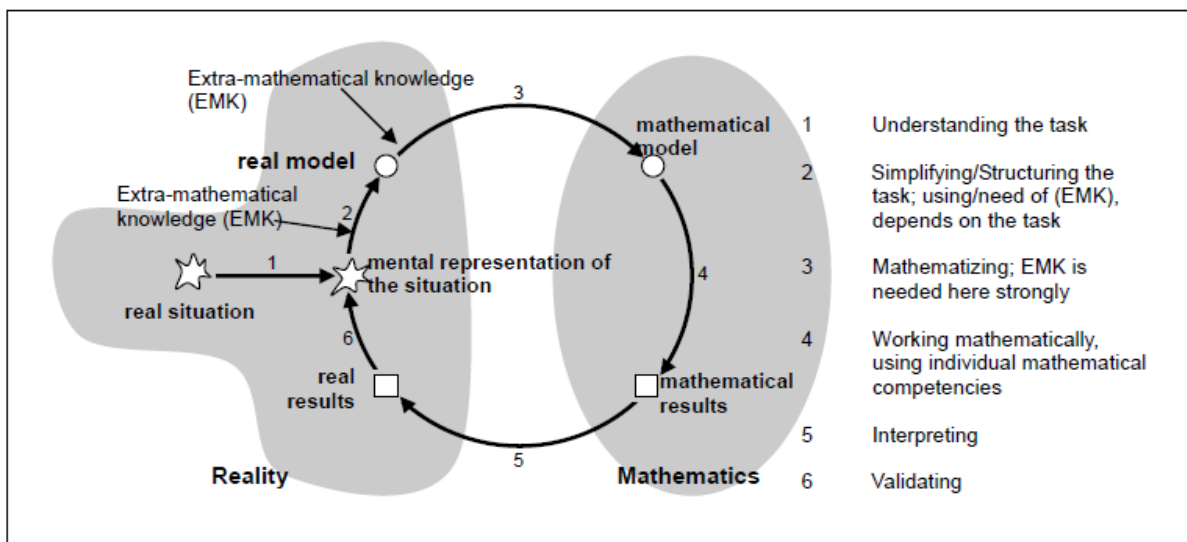 Extra-mathematical knowledge
(EMK)
3
real model
mathematical
model
Extra-mathematical
knowledge (EMK)
2
1
mental representation of
the situation
real situation
4
6
real
results
mathematical
results
5
Reality
Mathematics
1 Understanding the task
2 Simplifying/Structuring the
task; using/need of (EMK),
depends on the task
3 Mathematizing; EMK is
needed here strongly
4 Working mathematically,
using individual mathematical
competencies
5 Interpreting
6 Validating